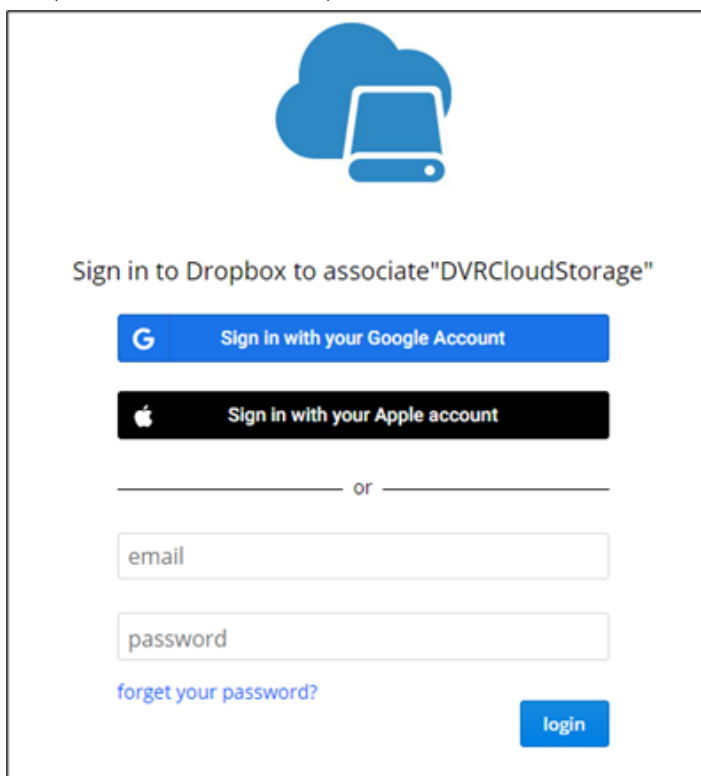 Sign in to Dropbox to associate"DVRCloudStorage"
G Sign in with your Google Account
Sign in with your Apple account
or
email
password
forget your password?
login